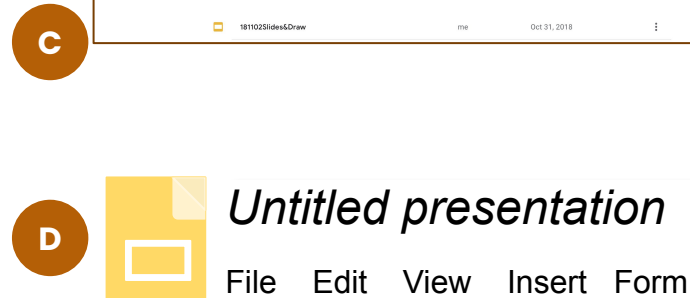 C
181102Slides&Draw me Oct 31, 2018
D
Untitled presentation
File Edit View Insert Form